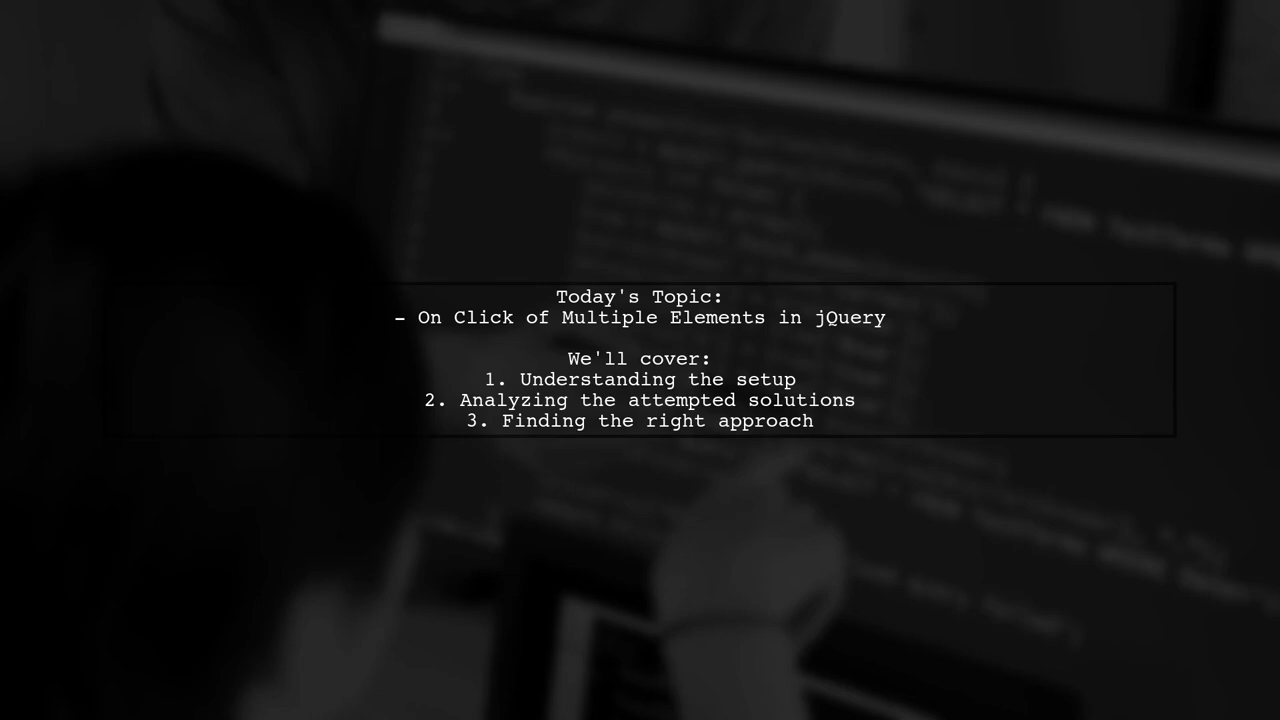 Today's Topic:
– On Click of Multiple Elements in jQuery
We'll cover:
1. Understanding the setup
2. Analyzing the attempted solutions
3. Finding the right approach